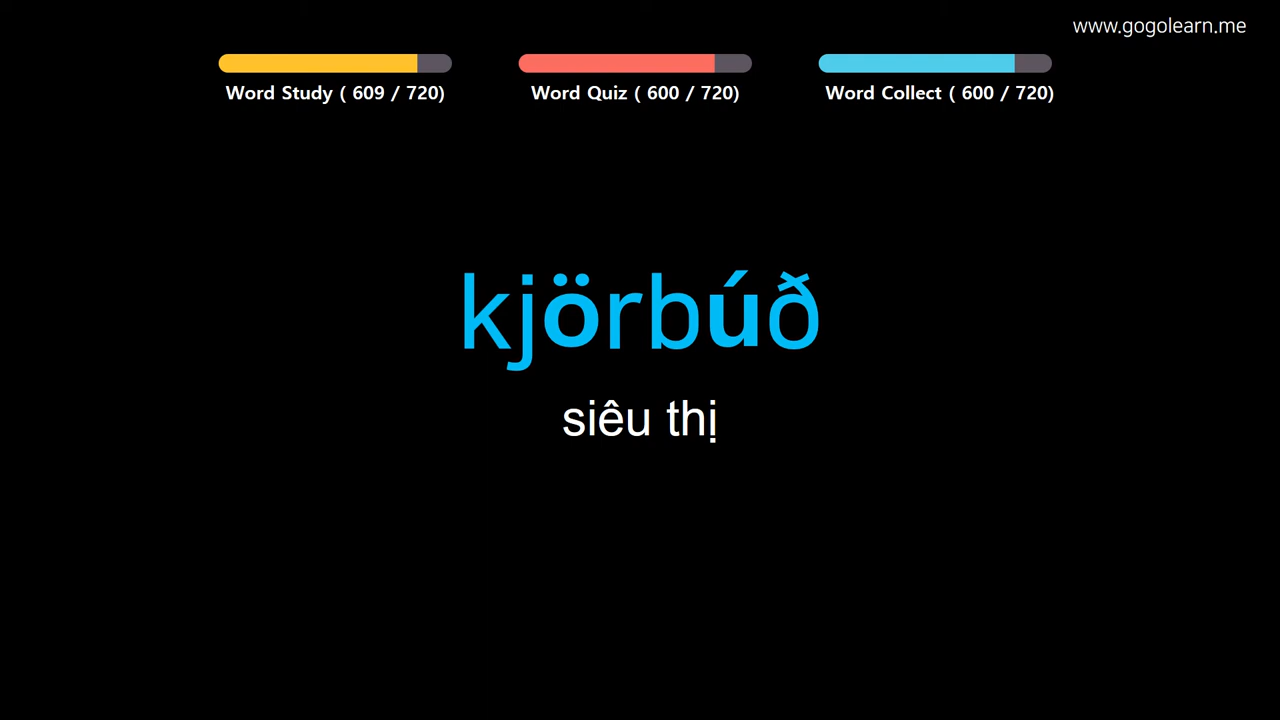 www.gogolearn.me
Word Study ( 609 / 720)
Word Quiz ( 600 / 720)
Word Collect ( 600 / 720)
kjörbúð
siêu thị